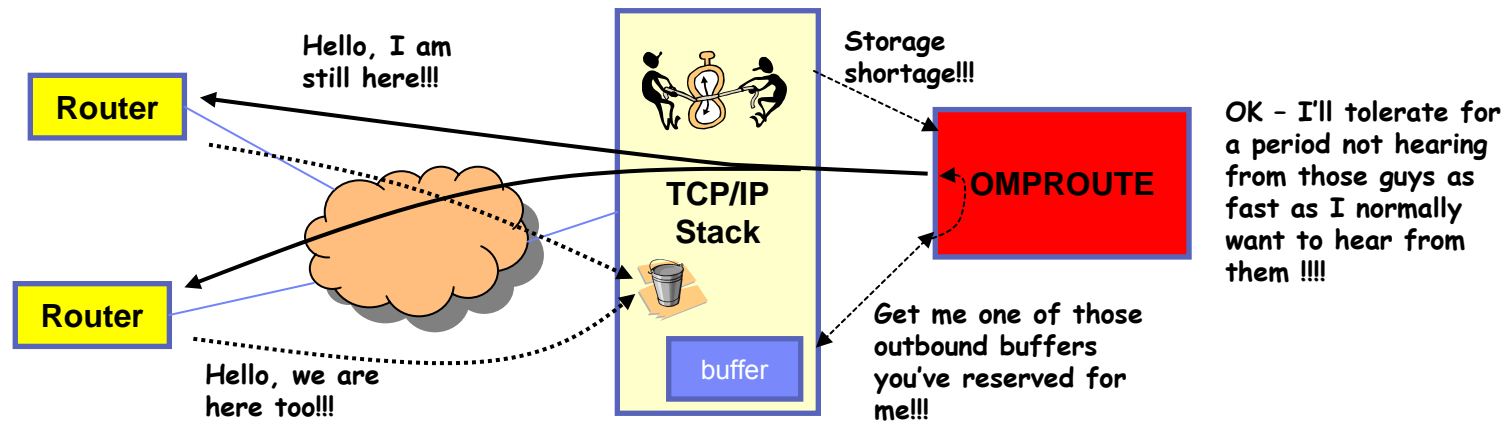 Hello, I am
still here!!!
Storage
shortage!!!
Router
OK – I'll tolerate for
a period not hearing
from those guys as
fast as I normally
want to hear from
them !!!!
OMPROUTE
TCP/IP
Stack
Router
Get me one of those
outbound buffers
you've reserved for
me!!!
buffer
Hello, we are
here too!!!